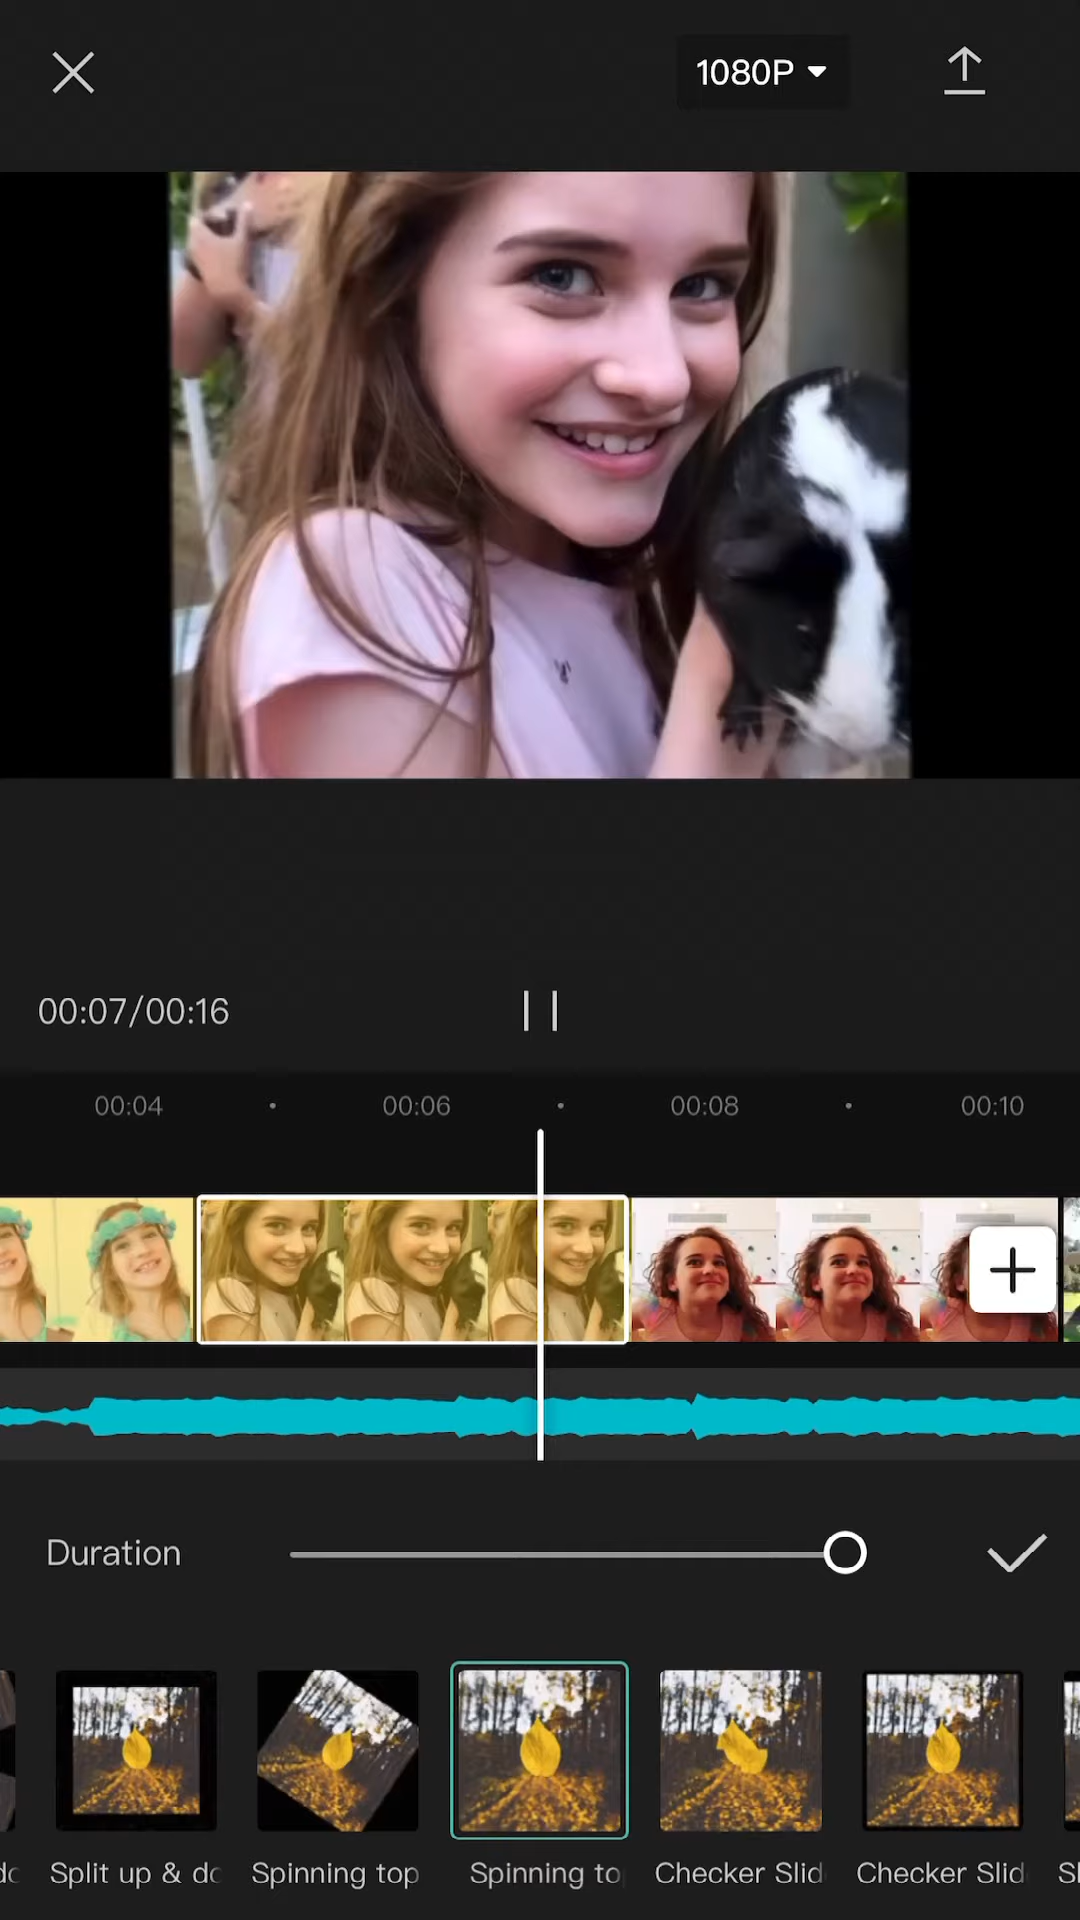 1080P
00:07/00:16
00:04 00:06 00:08 00:10
Duration
Split up & do Spinning top Spinning to Checker Slid Checker Slid